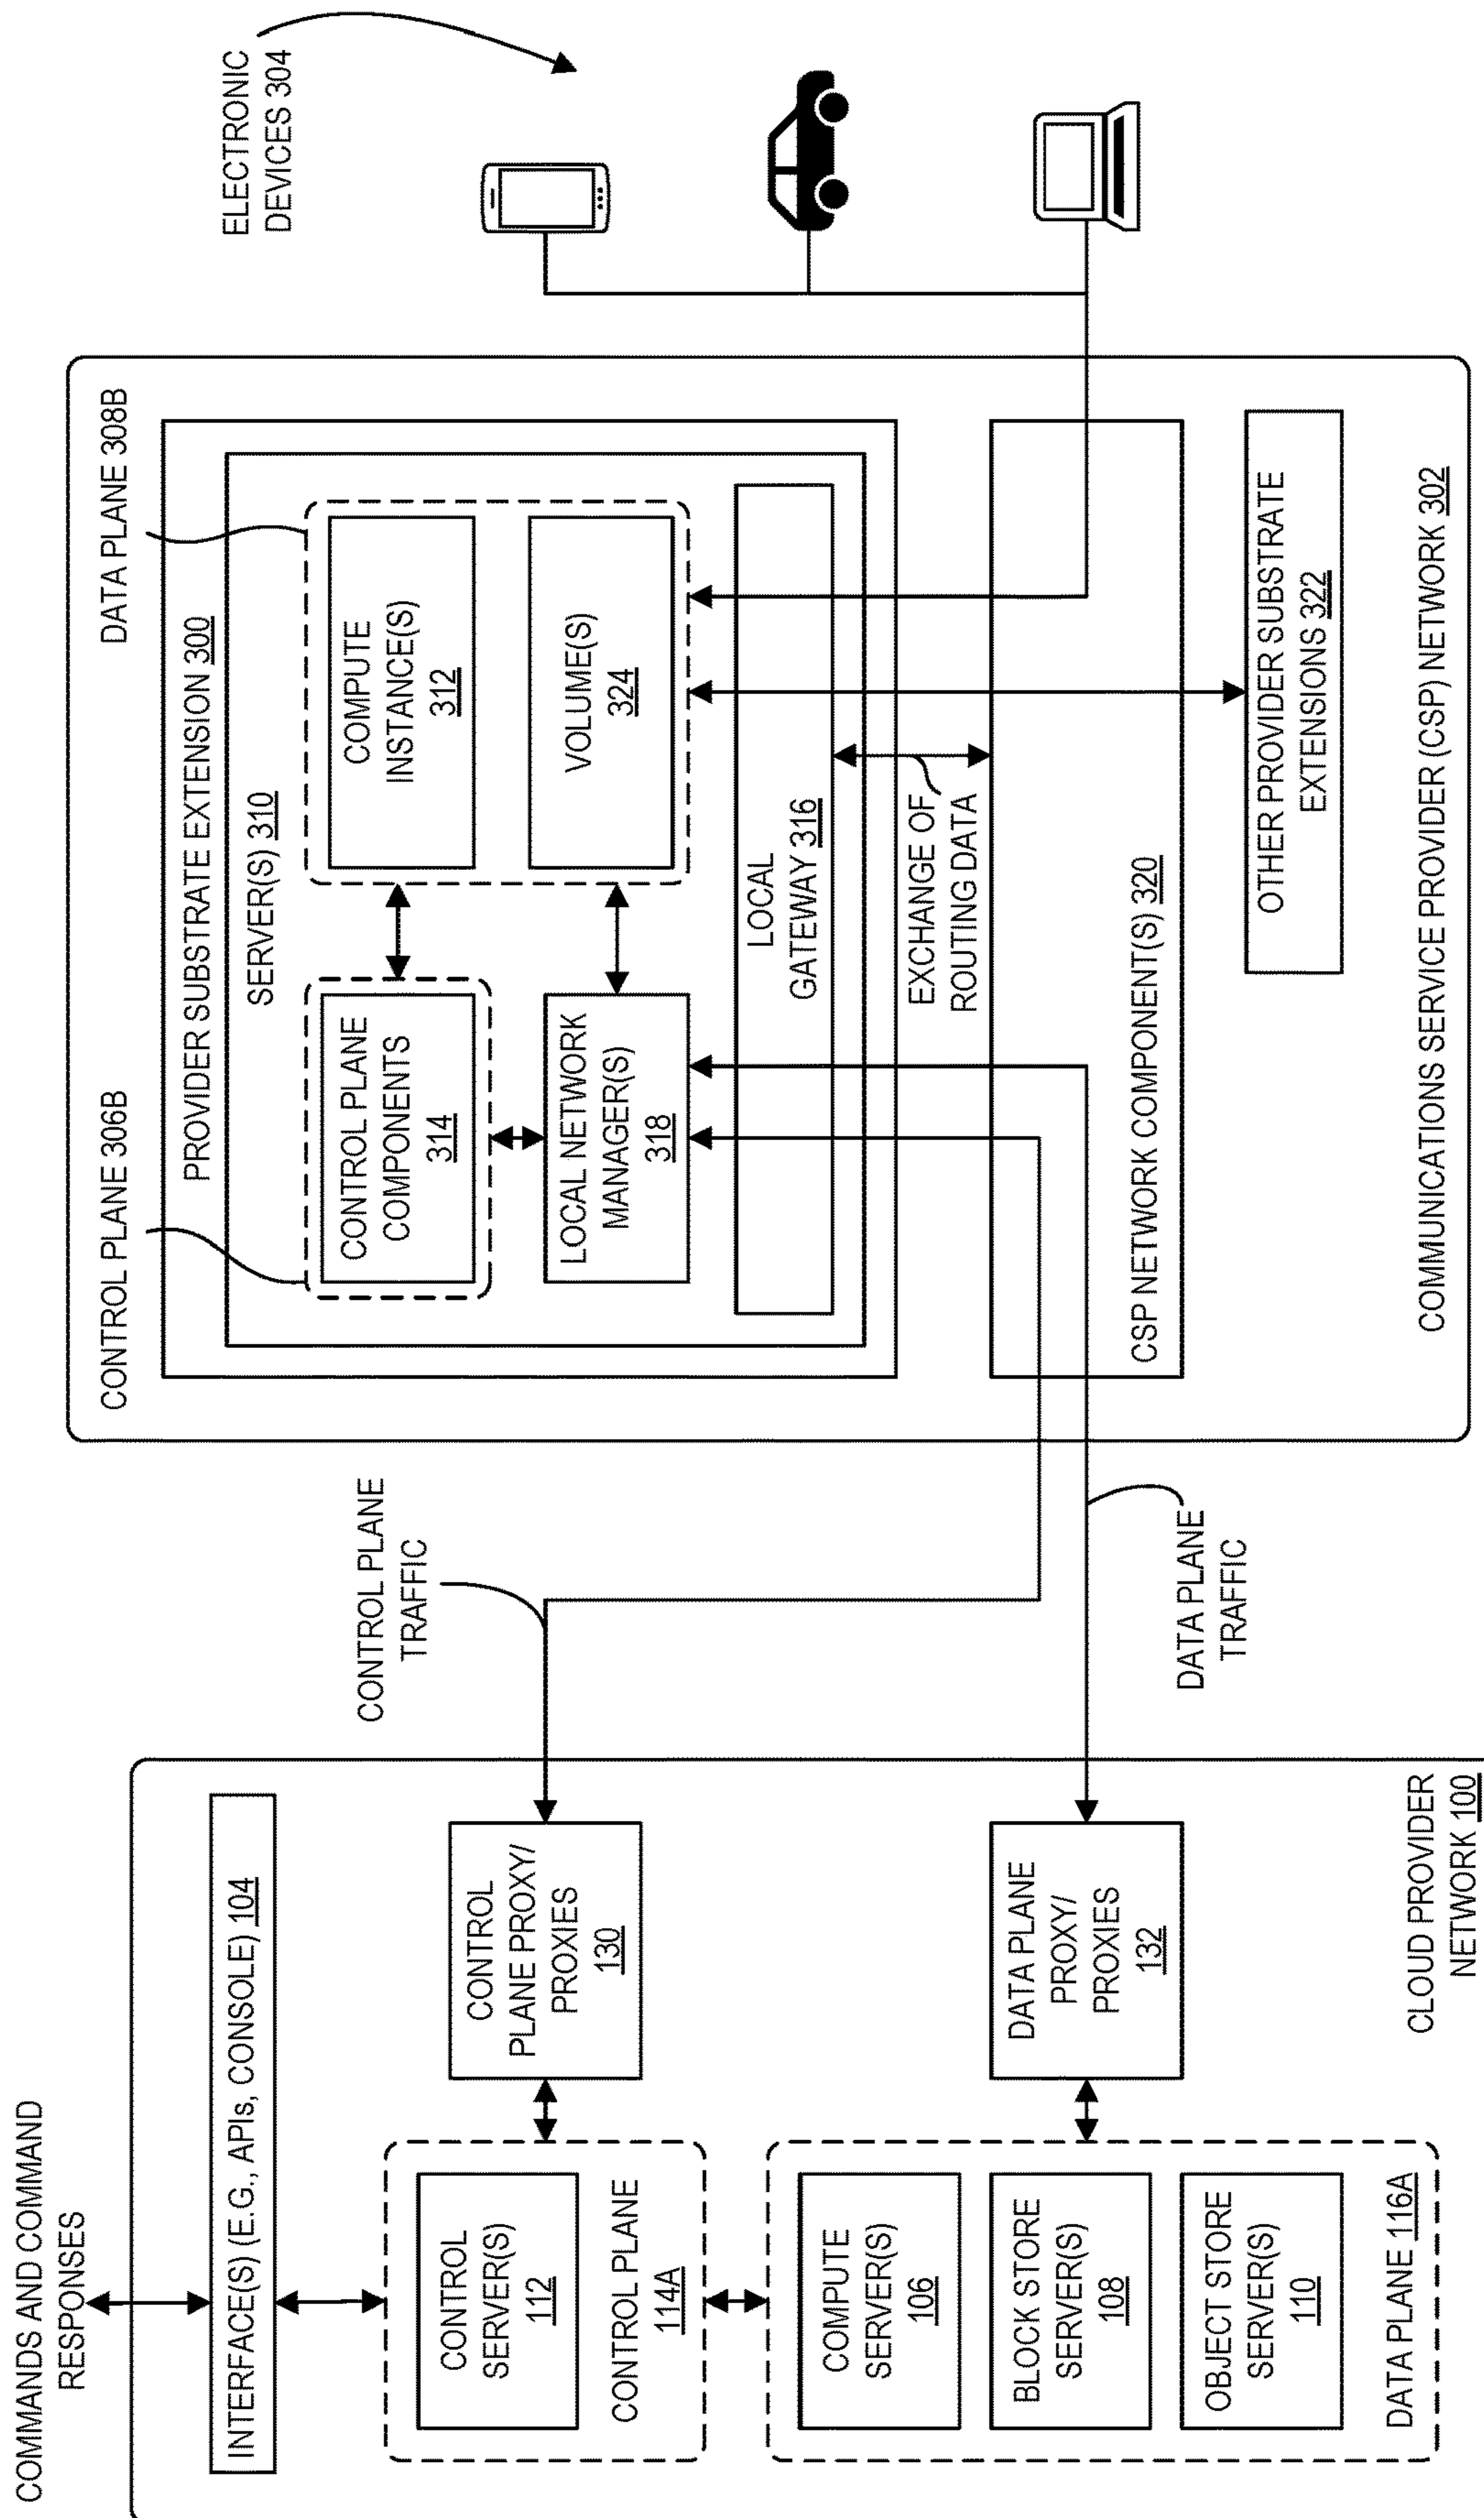 COMMANDS AND COMMAND
RESPONSES
INTERFACE(S) (E.G., APIs, CONSOLE) 104
CONTROL
SERVER(S)
112
CONTROL PLANE
114A
COMPUTE
SERVER(S)
106
BLOCK STORE
SERVER(S)
108
OBJECT STORE
SERVER(S)
110
DATA PLANE 116A
CONTROL
PLANE PROXY/
PROXIES
130
DATA PLANE
PROXY/
PROXIES
132
CLOUD PROVIDER
NETWORK 100
CONTROL PLANE
TRAFFIC
DATA PLANE
TRAFFIC
CONTROL PLANE 306B
DATA PLANE 308B
PROVIDER SUBSTRATE EXTENSION 300
SERVER(S) 310
CONTROL PLANE
COMPONENTS
314
COMPUTE
INSTANCE(S)
312
LOCAL NETWORK
MANAGER(S)
318
VOLUME(S)
324
LOCAL
GATEWAY 316
EXCHANGE OF
ROUTING DATA
CSP NETWORK COMPONENT(S) 320
OTHER PROVIDER SUBSTRATE
EXTENSIONS 322
COMMUNICATIONS SERVICE PROVIDER (CSP) NETWORK 302
ELECTRONIC
DEVICES 304